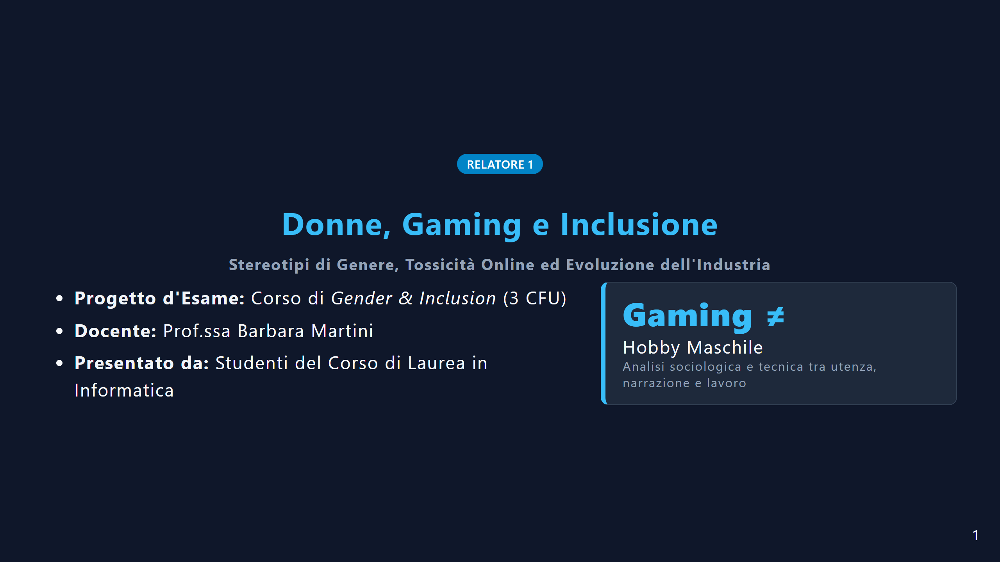 RELATORE 1
Donne, Gaming e Inclusione
Stereotipi di Genere, Tossicità Online ed Evoluzione dell'Industria
• Progetto d'Esame: Corso di Gender & Inclusion (3 CFU)
• Docente: Prof.ssa Barbara Martini
• Presentato da: Studenti del Corso di Laurea in
Informatica
Gaming ≠
Hobby Maschile
Analisi sociologica e tecnica tra utenza,
narrazione e lavoro
1